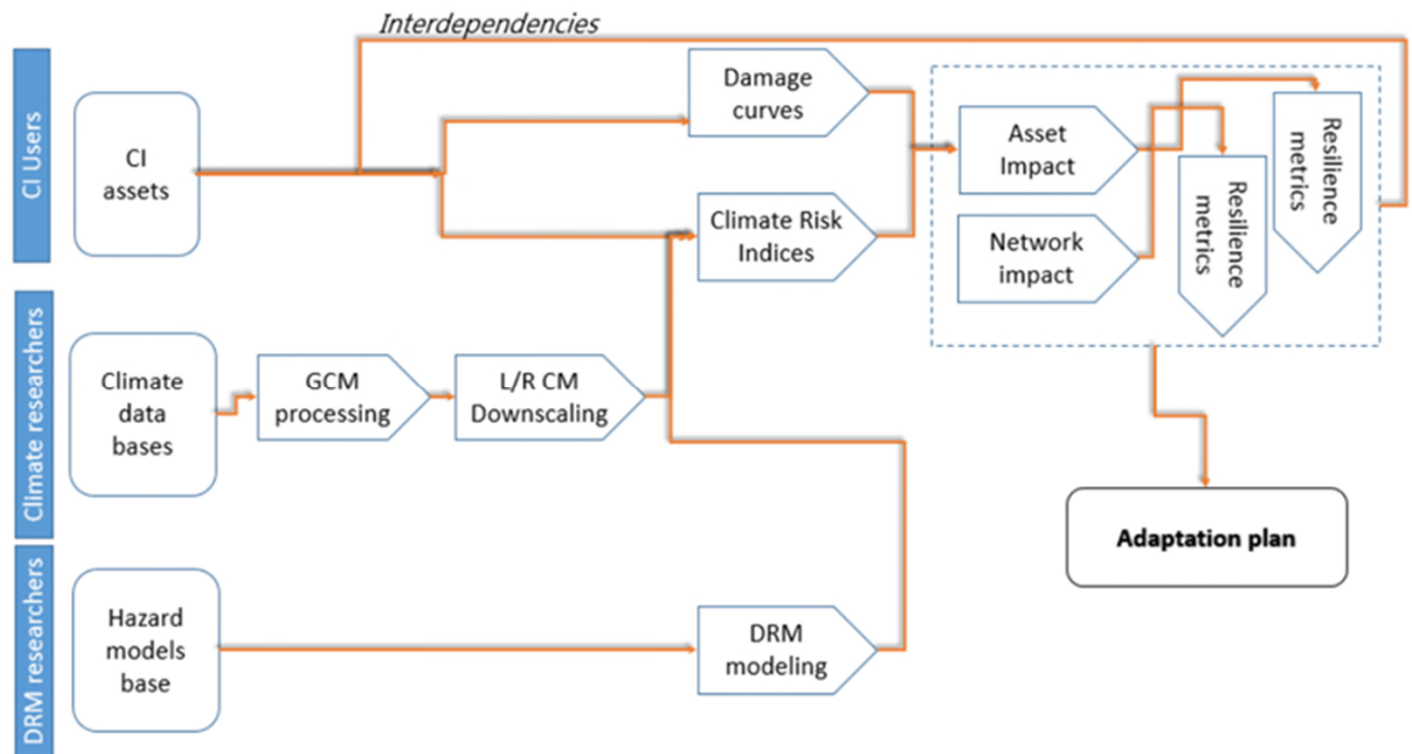 Interdependencies
CI Users
CI
assets
Damage
curves
Climate Risk
Indices
Asset
Impact
Network
impact
Resilience
metrics
Resilience
metrics
Climate researchers
Climate
data
bases
GCM
processing
L/R CM
Downscaling
Adaptation plan
DRM researchers
Hazard
models
base
DRM
modeling